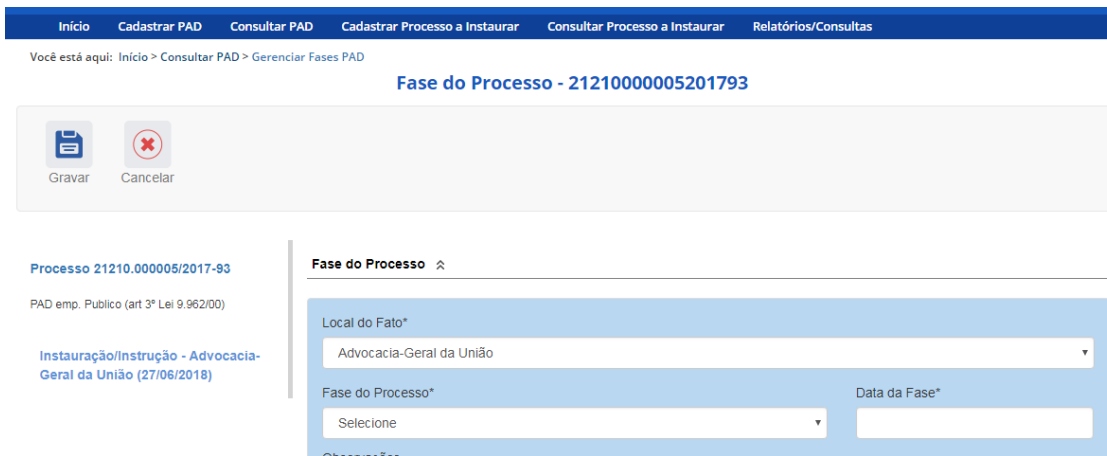 Início Cadastrar PAD Consultar PAD Cadastrar Processo a Instaurar Consultar Processo a Instaurar Relatórios/Consultas
Você está aqui: Início > Consultar PAD > Gerenciar Fases PAD
Fase do Processo - 21210000005201793
Gravar Cancelar
Processo 21210.000005/2017-93
PAD emp. Publico (art 3º Lei 9.962/00)
Instauração/Instrução - Advocacia-
Geral da União (27/06/2018)
Fase do Processo
Local do Fato*
Advocacia-Geral da União
Fase do Processo* Data da Fase*
Selecione